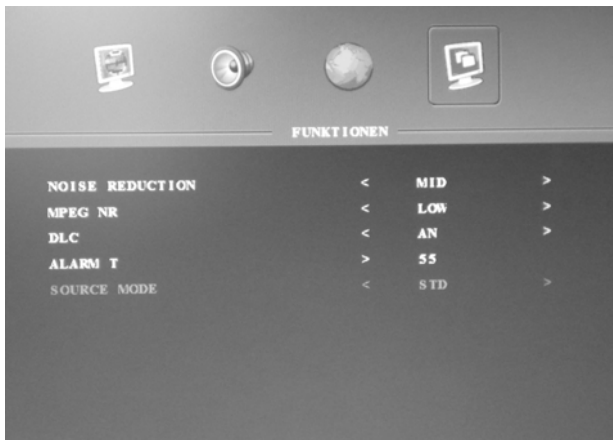 FUNKTIONEN
NOISE REDUCTION < MID >
MPEG NR < LOW >
DLC < AN >
ALARM T > 55
SOURCE MODE < STD >